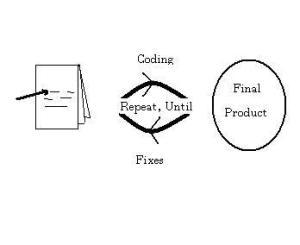 Coding
Repeat, Until
Fixes
Final
Product